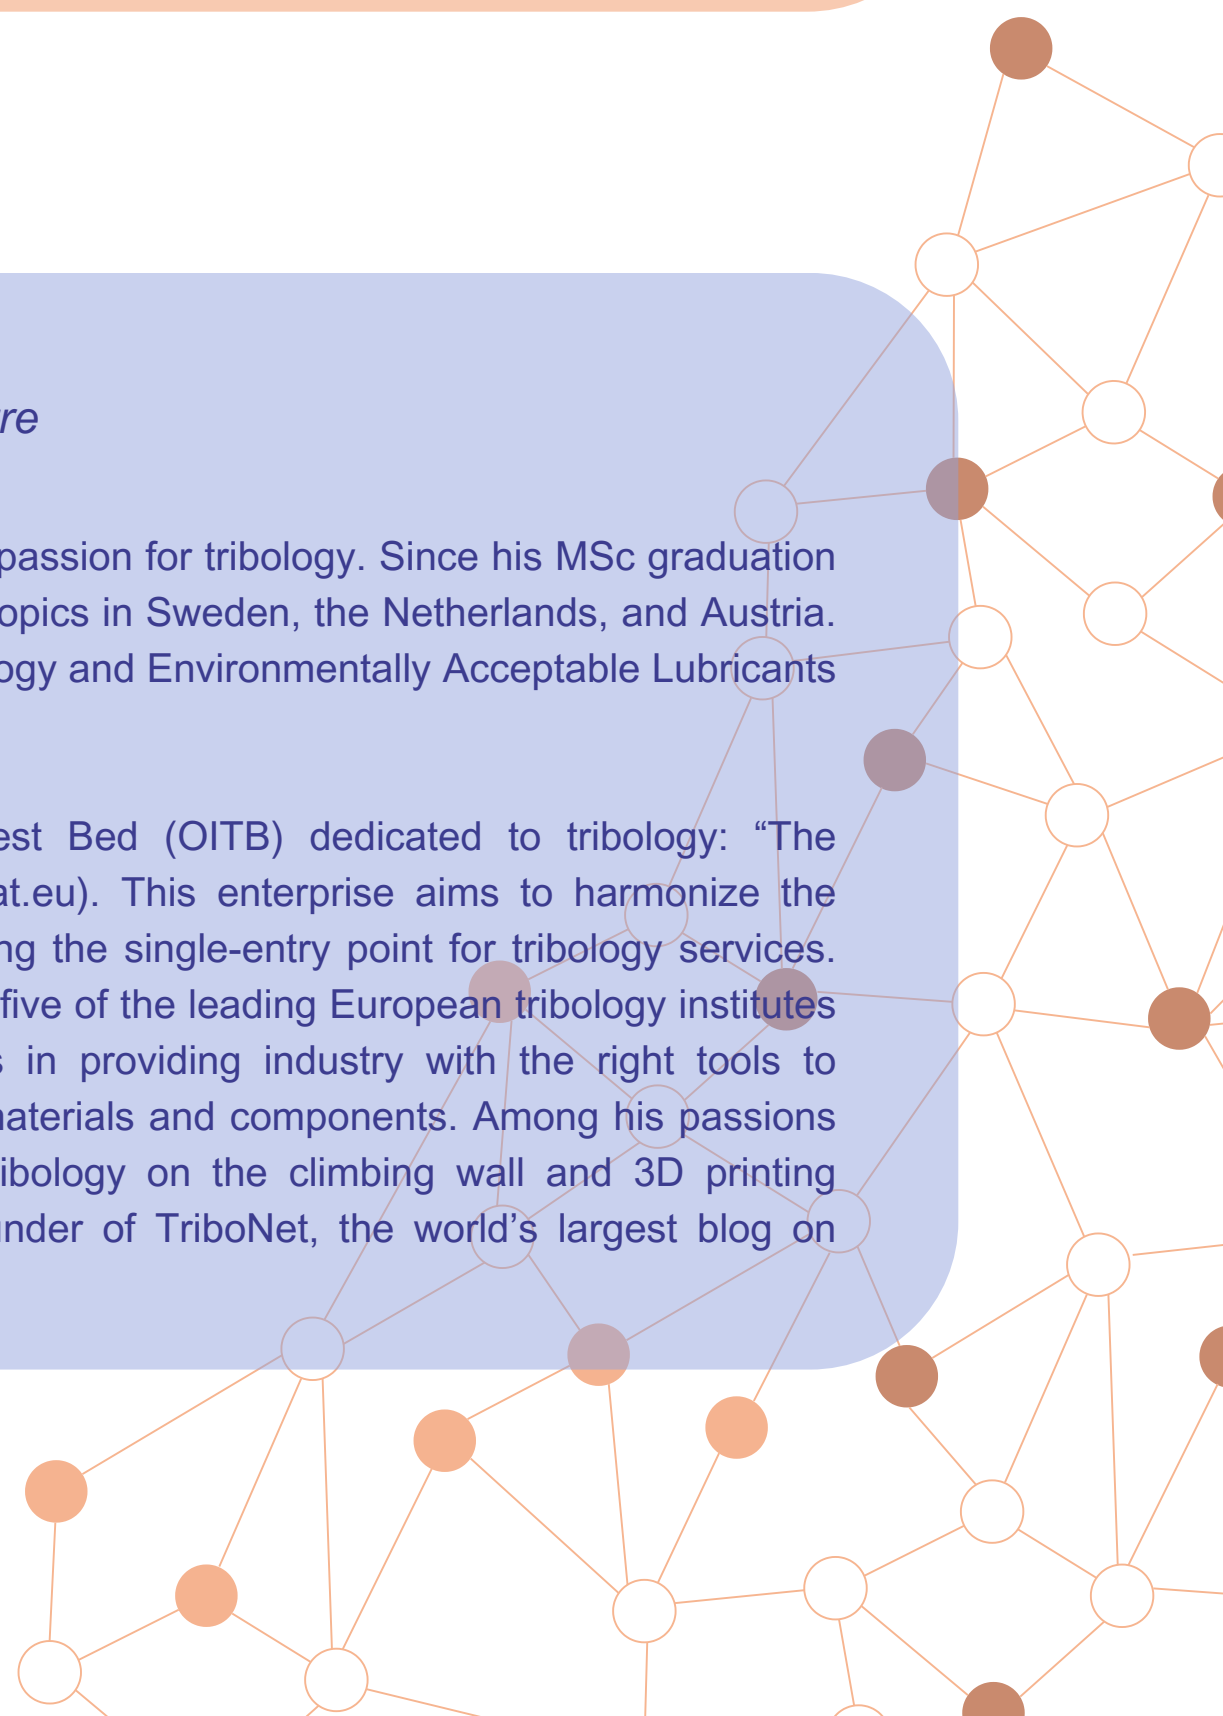 re
passion for tribology. Since his MSc graduation
opics in Sweden, the Netherlands, and Austria.
ogy and Environmentally Acceptable Lubricants
est Bed (OITB) dedicated to tribology: “The
at.eu). This enterprise aims to harmonize the
ng the single-entry point for tribology services.
five of the leading European tribology institutes
s in providing industry with the right tools to
naterials and components. Among his passions
ribology on the climbing wall and 3D printing
under of TriboNet, the world’s largest blog on